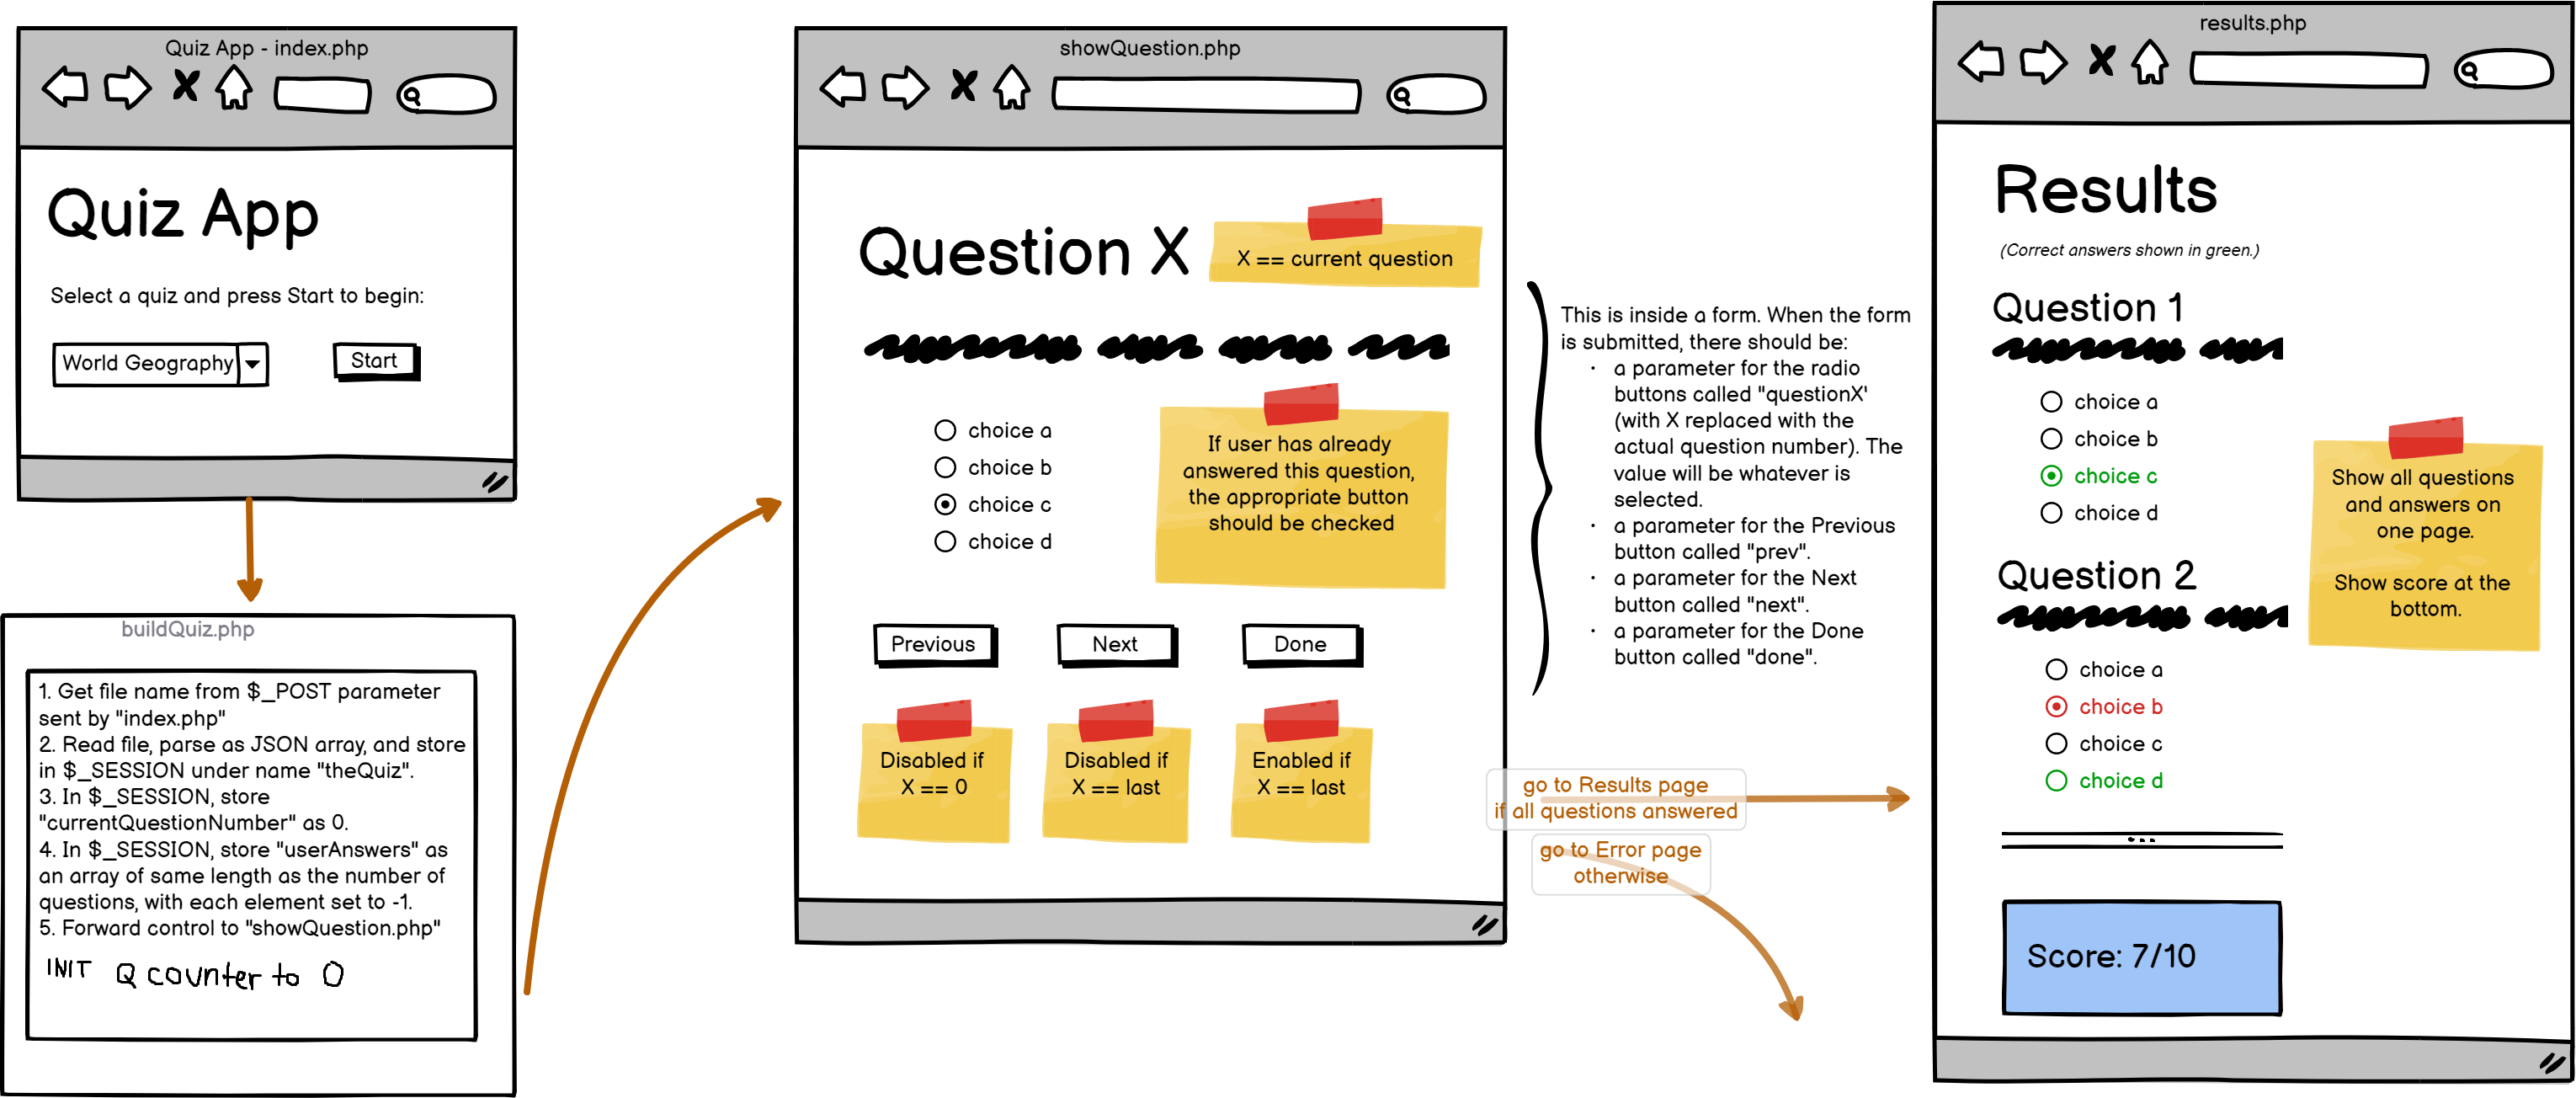 Quiz App - index.php
Quiz App
Select a quiz and press Start to begin:
World Geography
Start
buildQuiz.php
1. Get file name from $_POST parameter
sent by "index.php"
2. Read file, parse as JSON array, and store
in $_SESSION under name "theQuiz".
3. In $_SESSION, store
"currentQuestionNumber" as 0.
4. In $_SESSION, store "userAnswers" as
an array of same length as the number of
questions, with each element set to -1.
5. Forward control to "showQuestion.php"
INIT Q counter to 0
showQuestion.php
Question X
X == current question
choice a
choice b
choice c
choice d
If user has already
answered this question,
the appropriate button
should be checked
Previous
Next
Done
Disabled if
X == 0
Disabled if
X == last
Enabled if
X == last
This is inside a form. When the form
is submitted, there should be:
• a parameter for the radio
buttons called "questionX'
(with X replaced with the
actual question number). The
value will be whatever is
selected.
• a parameter for the Previous
button called "prev".
• a parameter for the Next
button called "next".
• a parameter for the Done
button called "done".
go to Results page
if all questions answered
go to Error page
otherwise
results.php
Results
(Correct answers shown in green.)
Question 1
choice a
choice b
choice c
choice d
Question 2
choice a
choice b
choice c
choice d
...
Show all questions
and answers on
one page.
Show score at the
bottom.
Score: 7/10